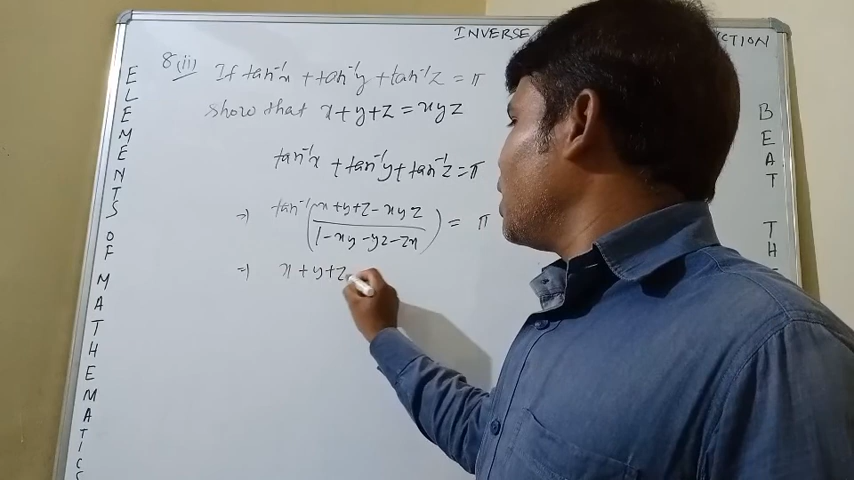 INVERSE CTION
8(ii) If tan⁻¹x + tan⁻¹y + tan⁻¹z = π
show that x+y+z = xyz
tan⁻¹x + tan⁻¹y + tan⁻¹z = π
⇒ tan⁻¹((x+y+z-xyz)/(1-xy-yz-zx)) = π
⇒ x+y+z
ELEMENTS OF MATHEMATICS
BEAT THE